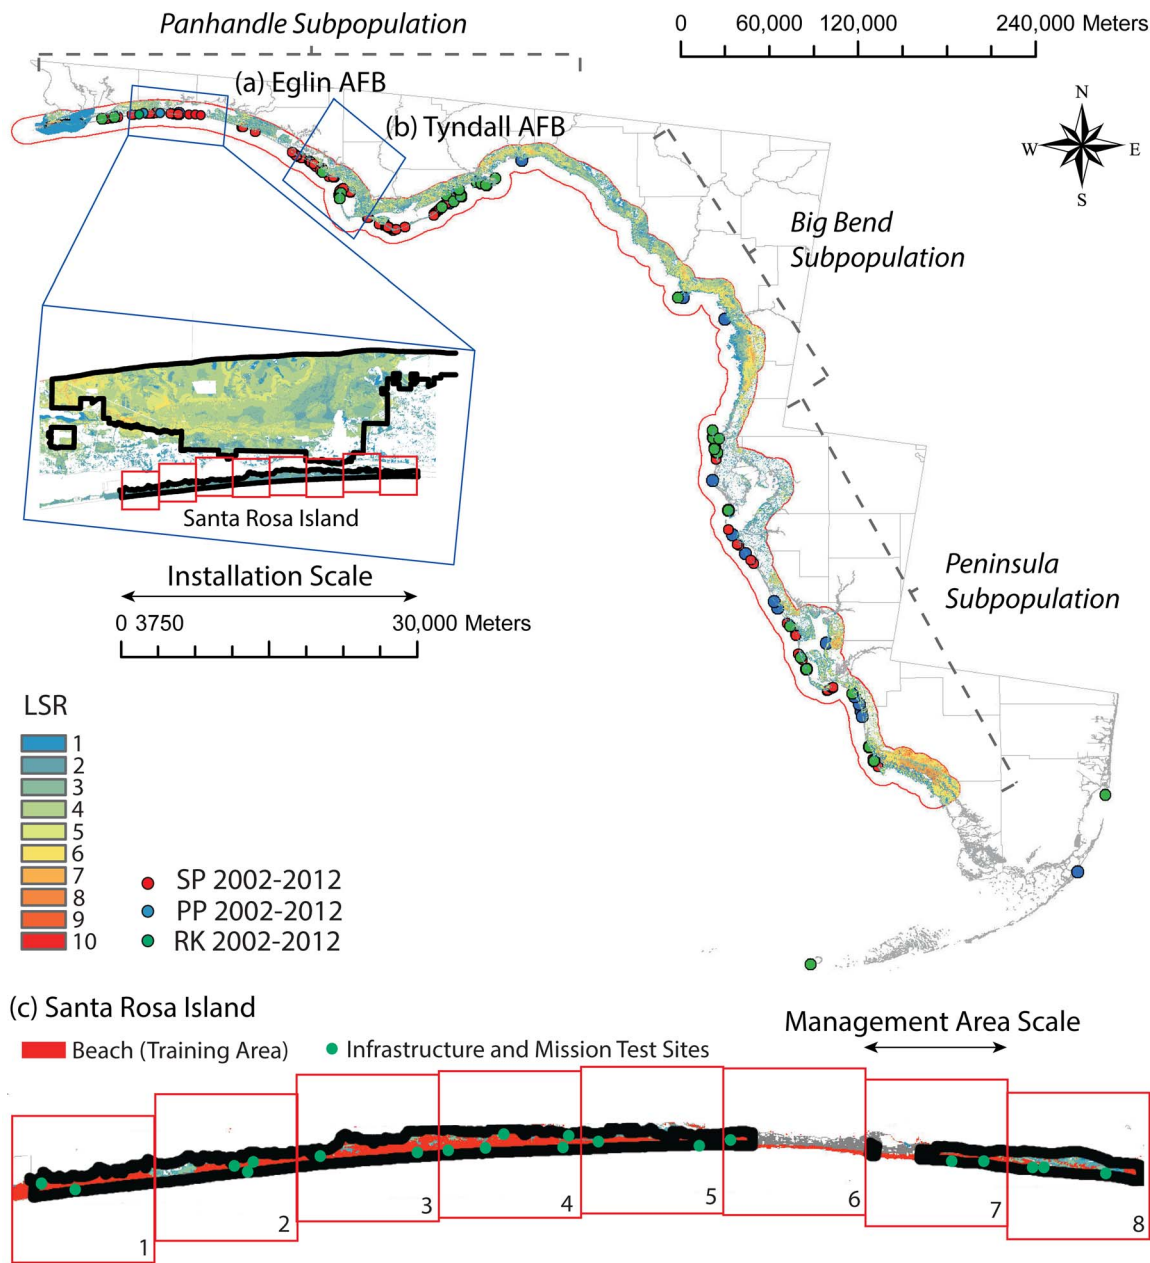 Panhandle Subpopulation
0 60,000 120,000 240,000 Meters
(a) Eglin AFB
(b) Tyndall AFB
N
W E
S
Big Bend
Subpopulation
Santa Rosa Island
Installation Scale
0 3750 30,000 Meters
Peninsula
Subpopulation
LSR
1
2
3
4
5
6
7
8
9
10
SP 2002-2012
PP 2002-2012
RK 2002-2012
(c) Santa Rosa Island
Management Area Scale
Beach (Training Area)
Infrastructure and Mission Test Sites
1
2
3
4
5
6
7
8